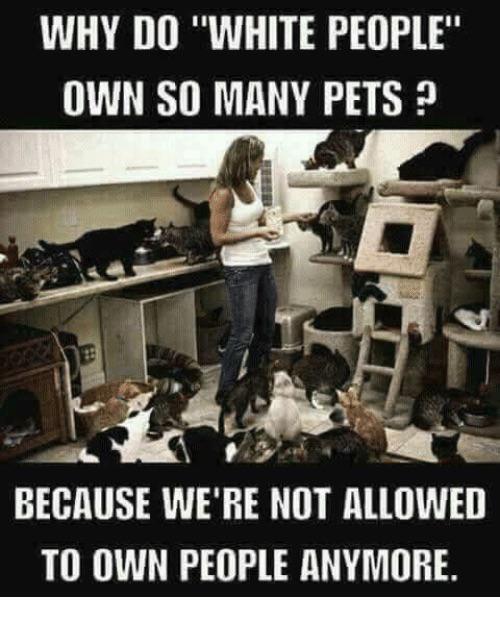 WHY DO "WHITE PEOPLE"
OWN SO MANY PETS ?
BECAUSE WE'RE NOT ALLOWED
TO OWN PEOPLE ANYMORE.